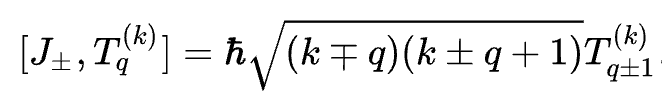 [J_±, T_q^{(k)}] = ħ√((k ∓ q)(k ± q + 1)) T_{q±1}^{(k)}.